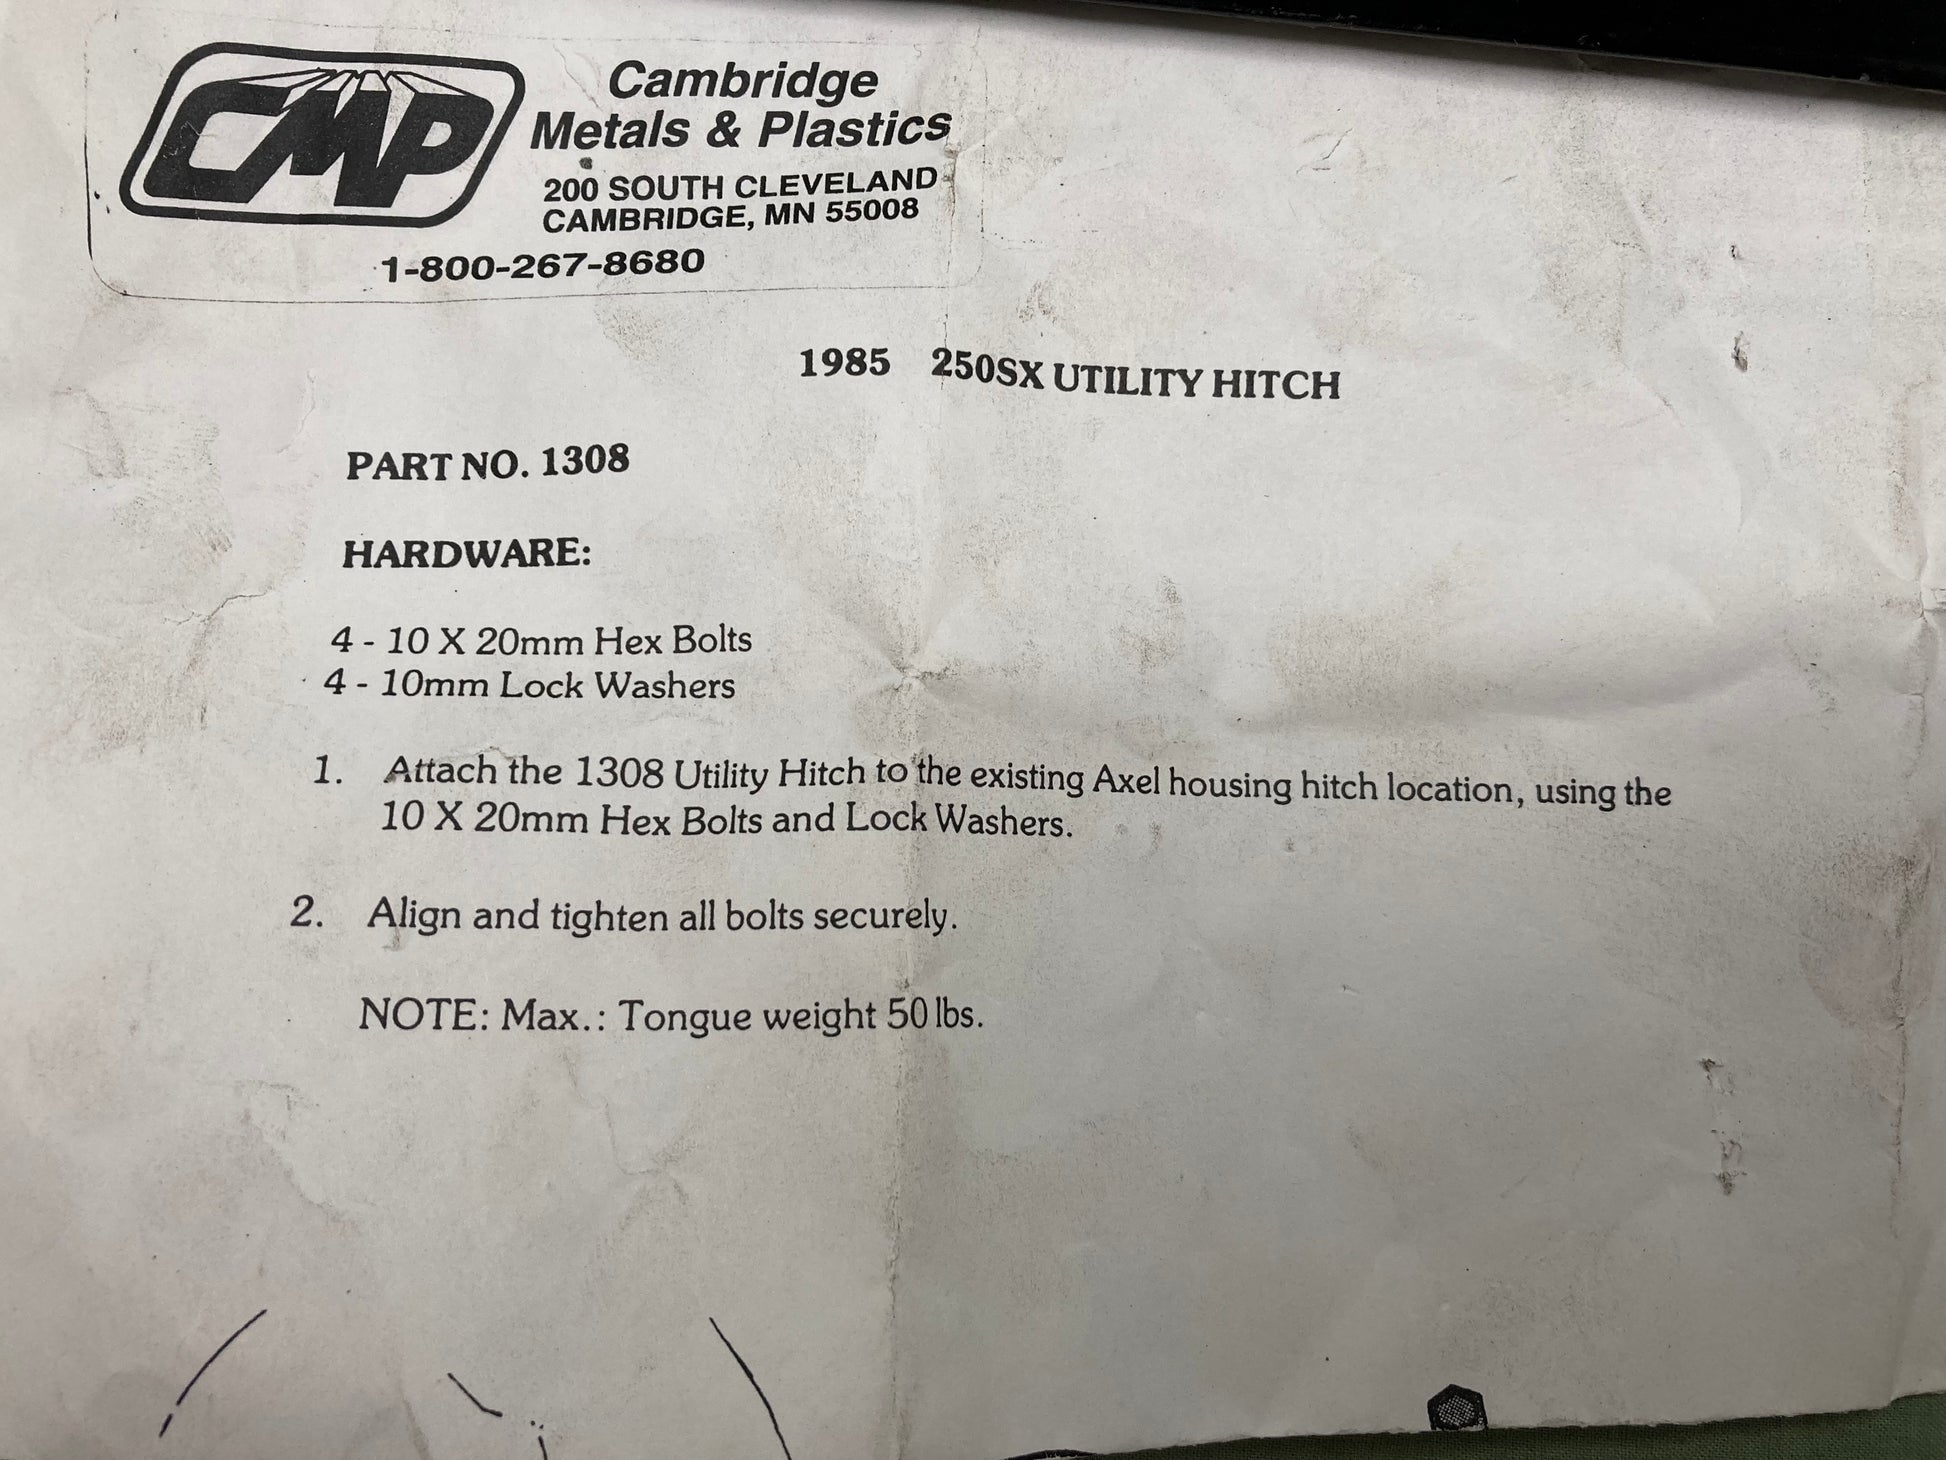 CMP
Cambridge
Metals & Plastics
200 SOUTH CLEVELAND
CAMBRIDGE, MN 55008
1-800-267-8680
1985 250SX UTILITY HITCH
PART NO. 1308
HARDWARE:
4 - 10 X 20mm Hex Bolts
4 - 10mm Lock Washers
1. Attach the 1308 Utility Hitch to the existing Axel housing hitch location, using the
10 X 20mm Hex Bolts and Lock Washers.
2. Align and tighten all bolts securely.
NOTE: Max.: Tongue weight 50 lbs.